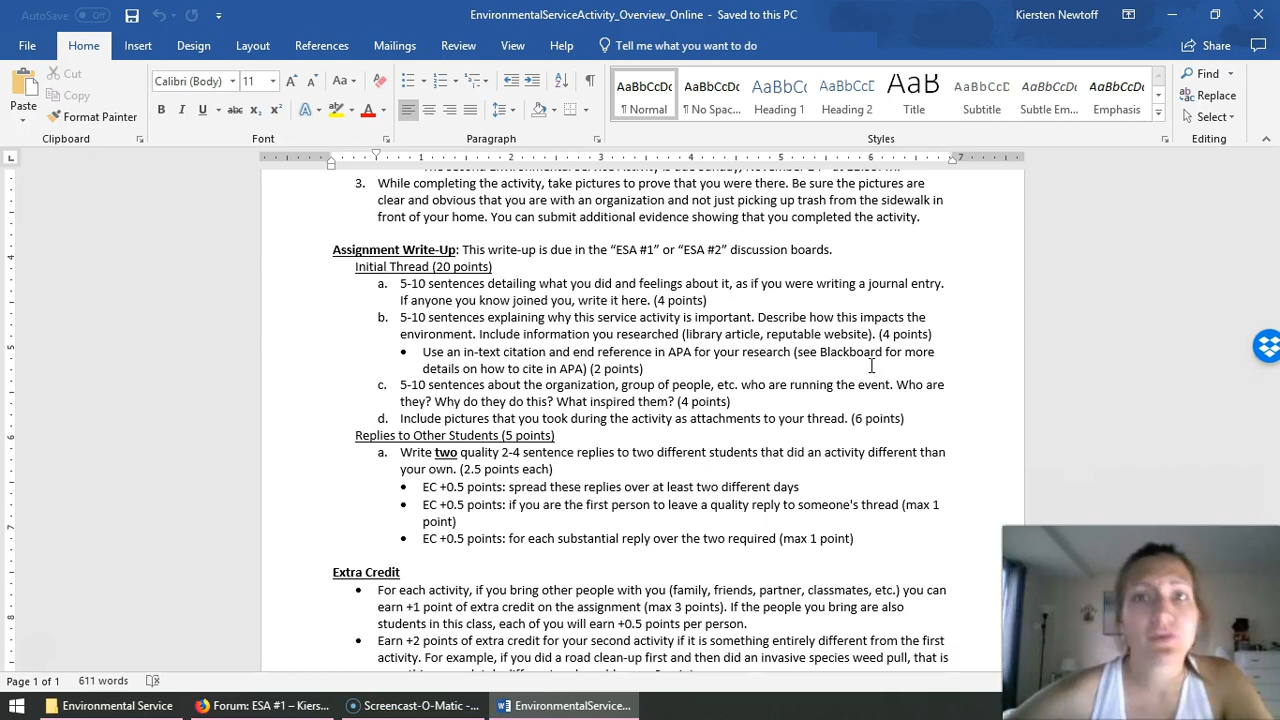 AutoSave Off
EnvironmentalServiceActivity_Overview_Online - Saved to this PC
Kiersten Newtoff
File Home Insert Design Layout References Mailings Review View Help Tell me what you want to do Share
Paste
Cut
Copy
Format Painter
Calibri (Body) 11
Aa
B I U abc x₂ x² A A
AaBbCcDc AaBbCcDc AaBbC AaBbCc AaB AaBbCcD AaBbCcDc AaBbCcDc
¶ Normal ¶ No Spac... Heading 1 Heading 2 Title Subtitle Subtle Em... Emphasis
Find
Replace
Select
Clipboard Font Paragraph Styles Editing
1 2 3 4 5 6 7
3. While completing the activity, take pictures to prove that you were there. Be sure the pictures are
clear and obvious that you are with an organization and not just picking up trash from the sidewalk in
front of your home. You can submit additional evidence showing that you completed the activity.
Assignment Write-Up: This write-up is due in the “ESA #1” or “ESA #2” discussion boards.
Initial Thread (20 points)
a. 5-10 sentences detailing what you did and feelings about it, as if you were writing a journal entry.
If anyone you know joined you, write it here. (4 points)
b. 5-10 sentences explaining why this service activity is important. Describe how this impacts the
environment. Include information you researched (library article, reputable website). (4 points)
• Use an in-text citation and end reference in APA for your research (see Blackboard for more
details on how to cite in APA) (2 points)
c. 5-10 sentences about the organization, group of people, etc. who are running the event. Who are
they? Why do they do this? What inspired them? (4 points)
d. Include pictures that you took during the activity as attachments to your thread. (6 points)
Replies to Other Students (5 points)
a. Write two quality 2-4 sentence replies to two different students that did an activity different than
your own. (2.5 points each)
• EC +0.5 points: spread these replies over at least two different days
• EC +0.5 points: if you are the first person to leave a quality reply to someone's thread (max 1
point)
• EC +0.5 points: for each substantial reply over the two required (max 1 point)
Extra Credit
• For each activity, if you bring other people with you (family, friends, partner, classmates, etc.) you can
earn +1 point of extra credit on the assignment (max 3 points). If the people you bring are also
students in this class, each of you will earn +0.5 points per person.
• Earn +2 points of extra credit for your second activity if it is something entirely different from the first
activity. For example, if you did a road clean-up first and then did an invasive species weed pull, that is
4
5
6
7
8
Page 1 of 1 611 words
Environmental Service
Forum: ESA #1 – Kiers...
Screencast-O-Matic -...
EnvironmentalService...